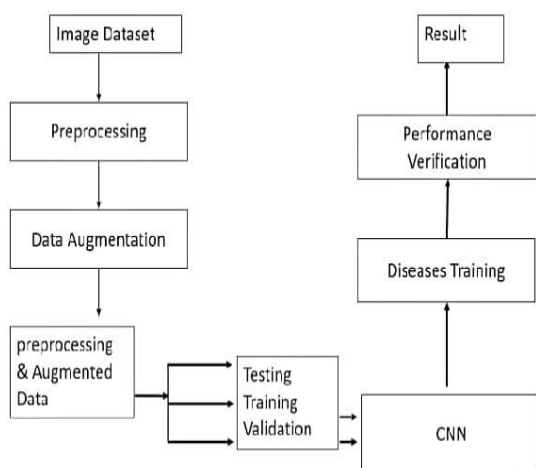 Image Dataset
Preprocessing
Data Augmentation
preprocessing
& Augmented
Data
Testing
Training
Validation
CNN
Diseases Training
Performance
Verification
Result